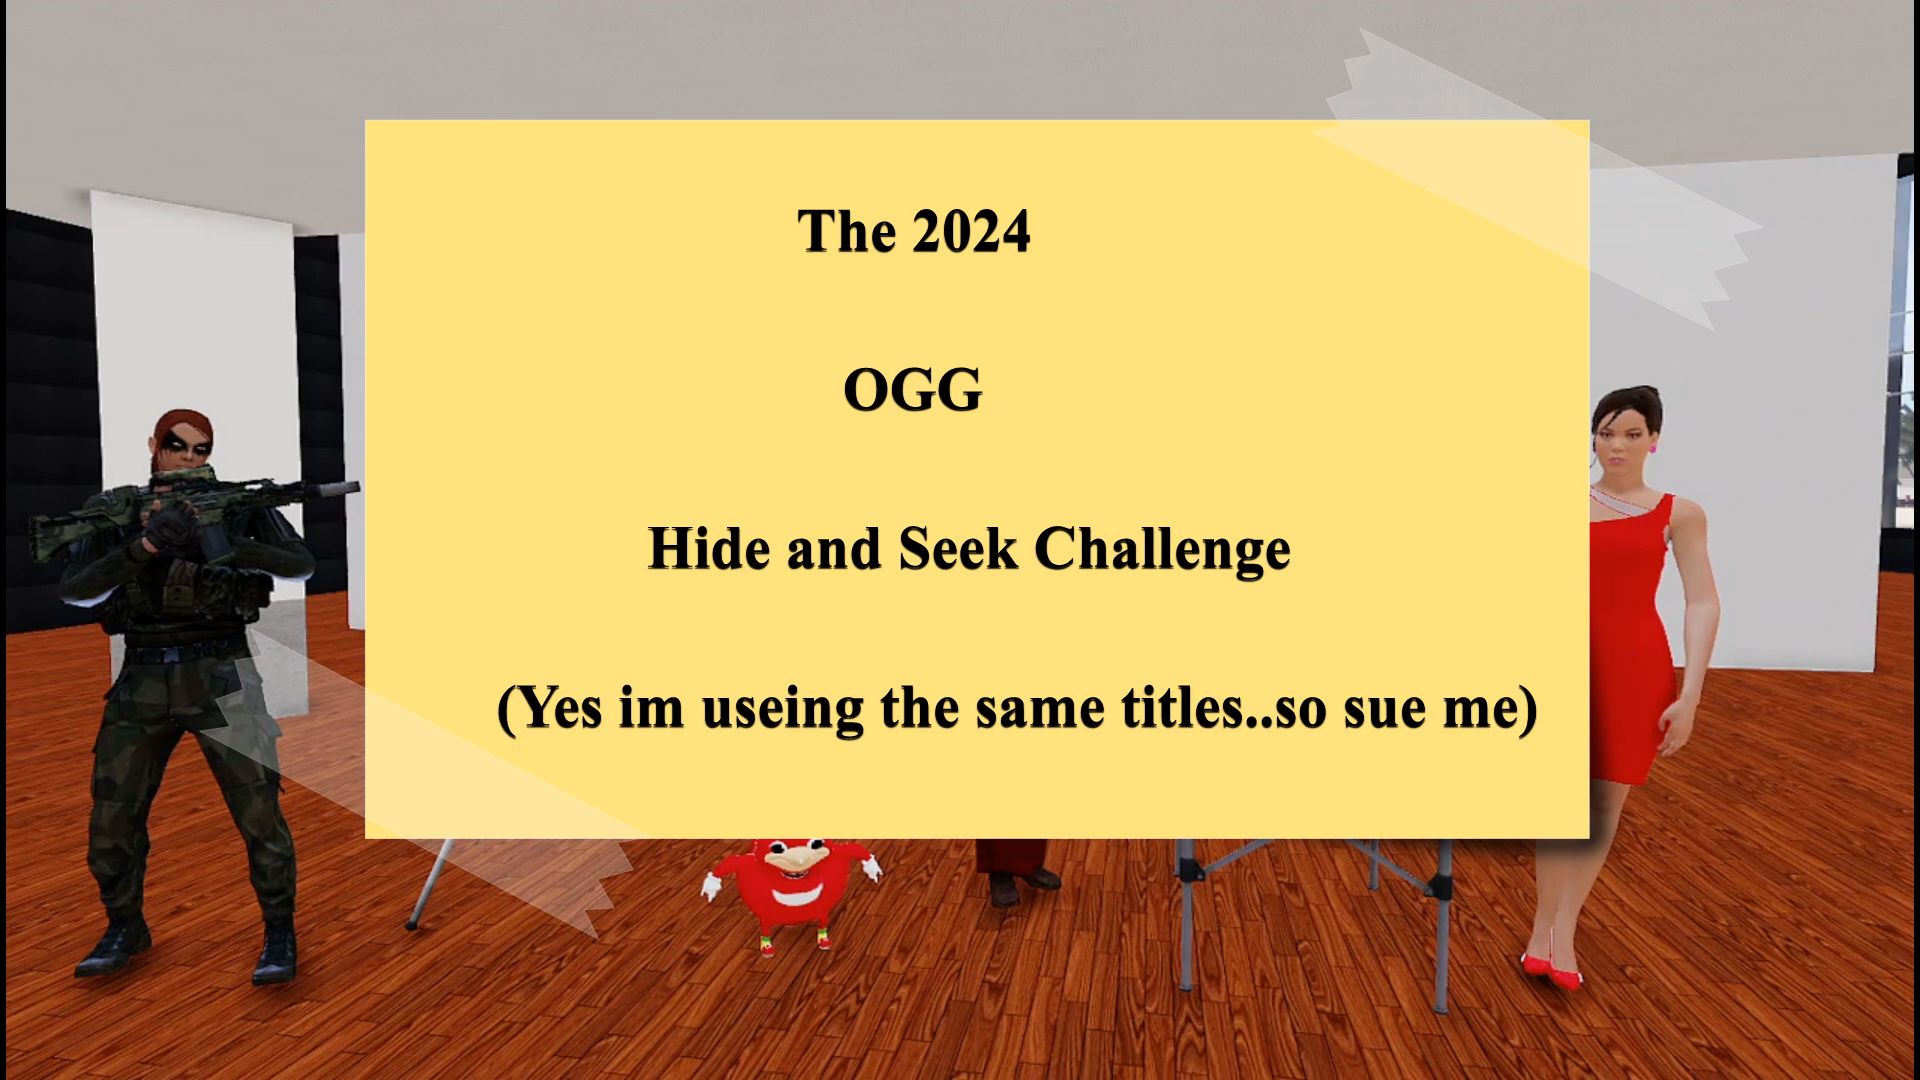 The 2024
OGG
Hide and Seek Challenge
(Yes im useing the same titles..so sue me)